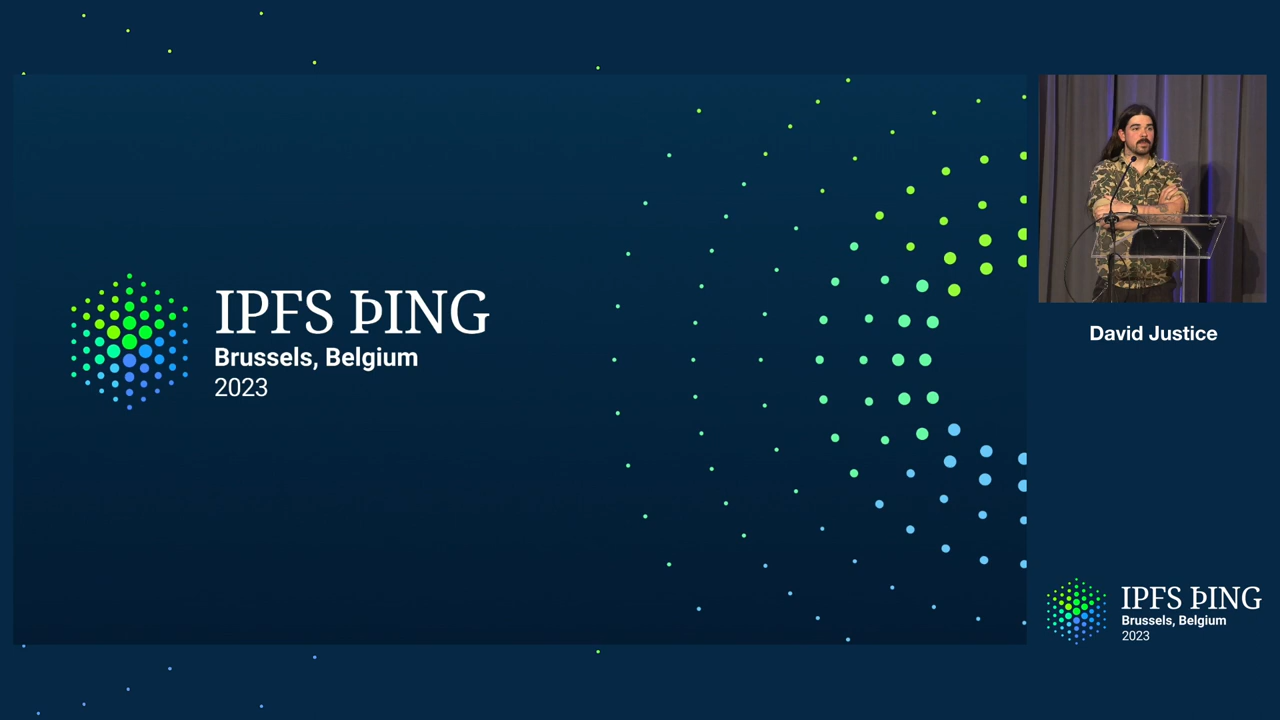 IPFS ÞING
Brussels, Belgium
2023
David Justice
IPFS ÞING
Brussels, Belgium
2023